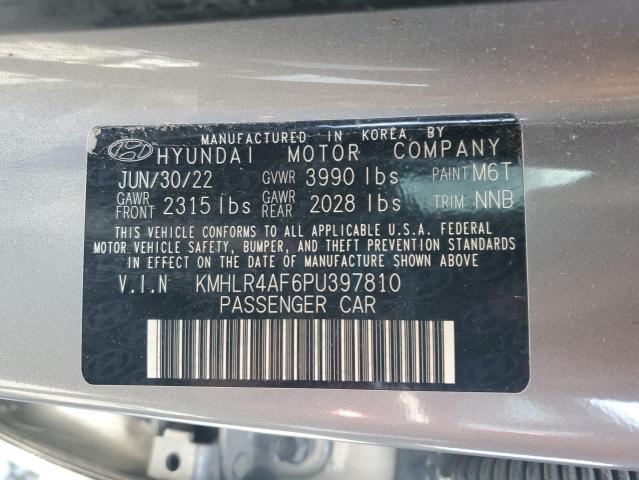 MANUFACTURED IN KOREA BY
HYUNDAI MOTOR COMPANY
JUN/30/22 GVWR 3990 lbs PAINT M6T
GAWR FRONT 2315 lbs GAWR REAR 2028 lbs TRIM NNB
THIS VEHICLE CONFORMS TO ALL APPLICABLE U.S.A. FEDERAL
MOTOR VEHICLE SAFETY, BUMPER, AND THEFT PREVENTION STANDARDS
IN EFFECT ON THE DATE OF MANUFACTURE SHOWN ABOVE
V.I.N KMHLR4AF6PU397810
PASSENGER CAR